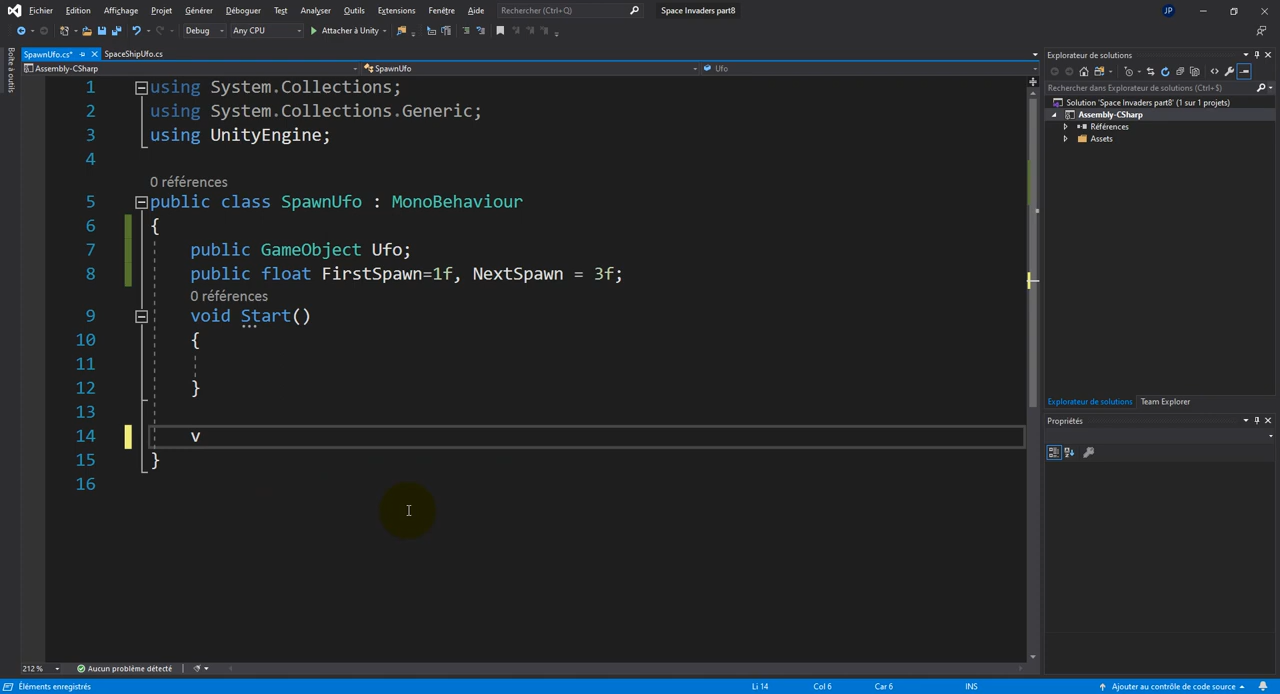 Fichier Edition Affichage Projet Générer Déboguer Test Analyser Outils Extensions Fenêtre Aide Rechercher (Ctrl+Q) Space Invaders part8 JP
Debug Any CPU Attacher à Unity
Boîte à outils
SpawnUfo.cs* SpaceShipUfo.cs
Assembly-CSharp SpawnUfo Ufo
1 using System.Collections;
2 using System.Collections.Generic;
3 using UnityEngine;
4
0 références
5 public class SpawnUfo : MonoBehaviour
6 {
7 public GameObject Ufo;
8 public float FirstSpawn=1f, NextSpawn = 3f;
0 références
9 void Start()
10 {
11
12 }
13
14 v
15 }
16
212 % Aucun problème détecté
Explorateur de solutions
Rechercher dans Explorateur de solutions (Ctrl+$)
Solution 'Space Invaders part8' (1 sur 1 projets)
Assembly-CSharp
Références
Assets
Explorateur de solutions Team Explorer
Propriétés
Éléments enregistrés Li 14 Col 6 Car 6 INS Ajouter au contrôle de code source